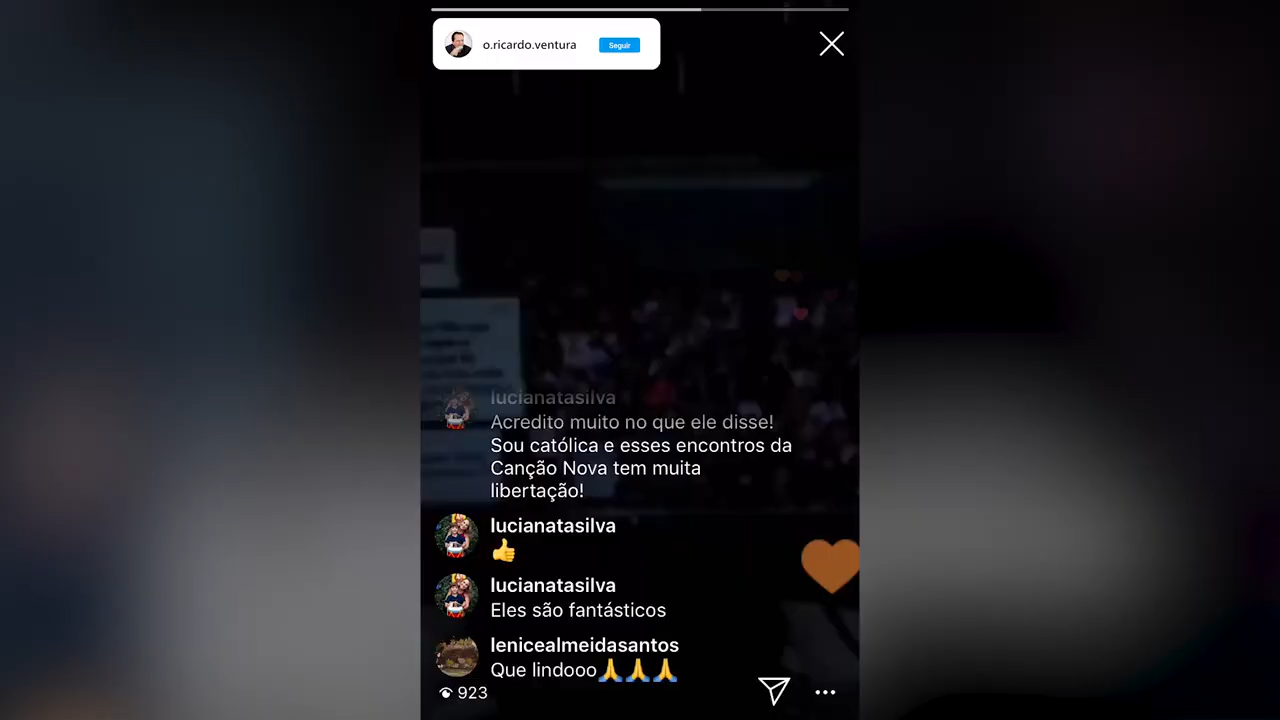 o.ricardo.ventura
Seguir
lucianatasilva
Acredito muito no que ele disse!
Sou católica e esses encontros da
Canção Nova tem muita
libertação!
lucianatasilva
👍
lucianatasilva
Eles são fantásticos
lenicealmeidasantos
Que lindooo🙏🙏🙏
923